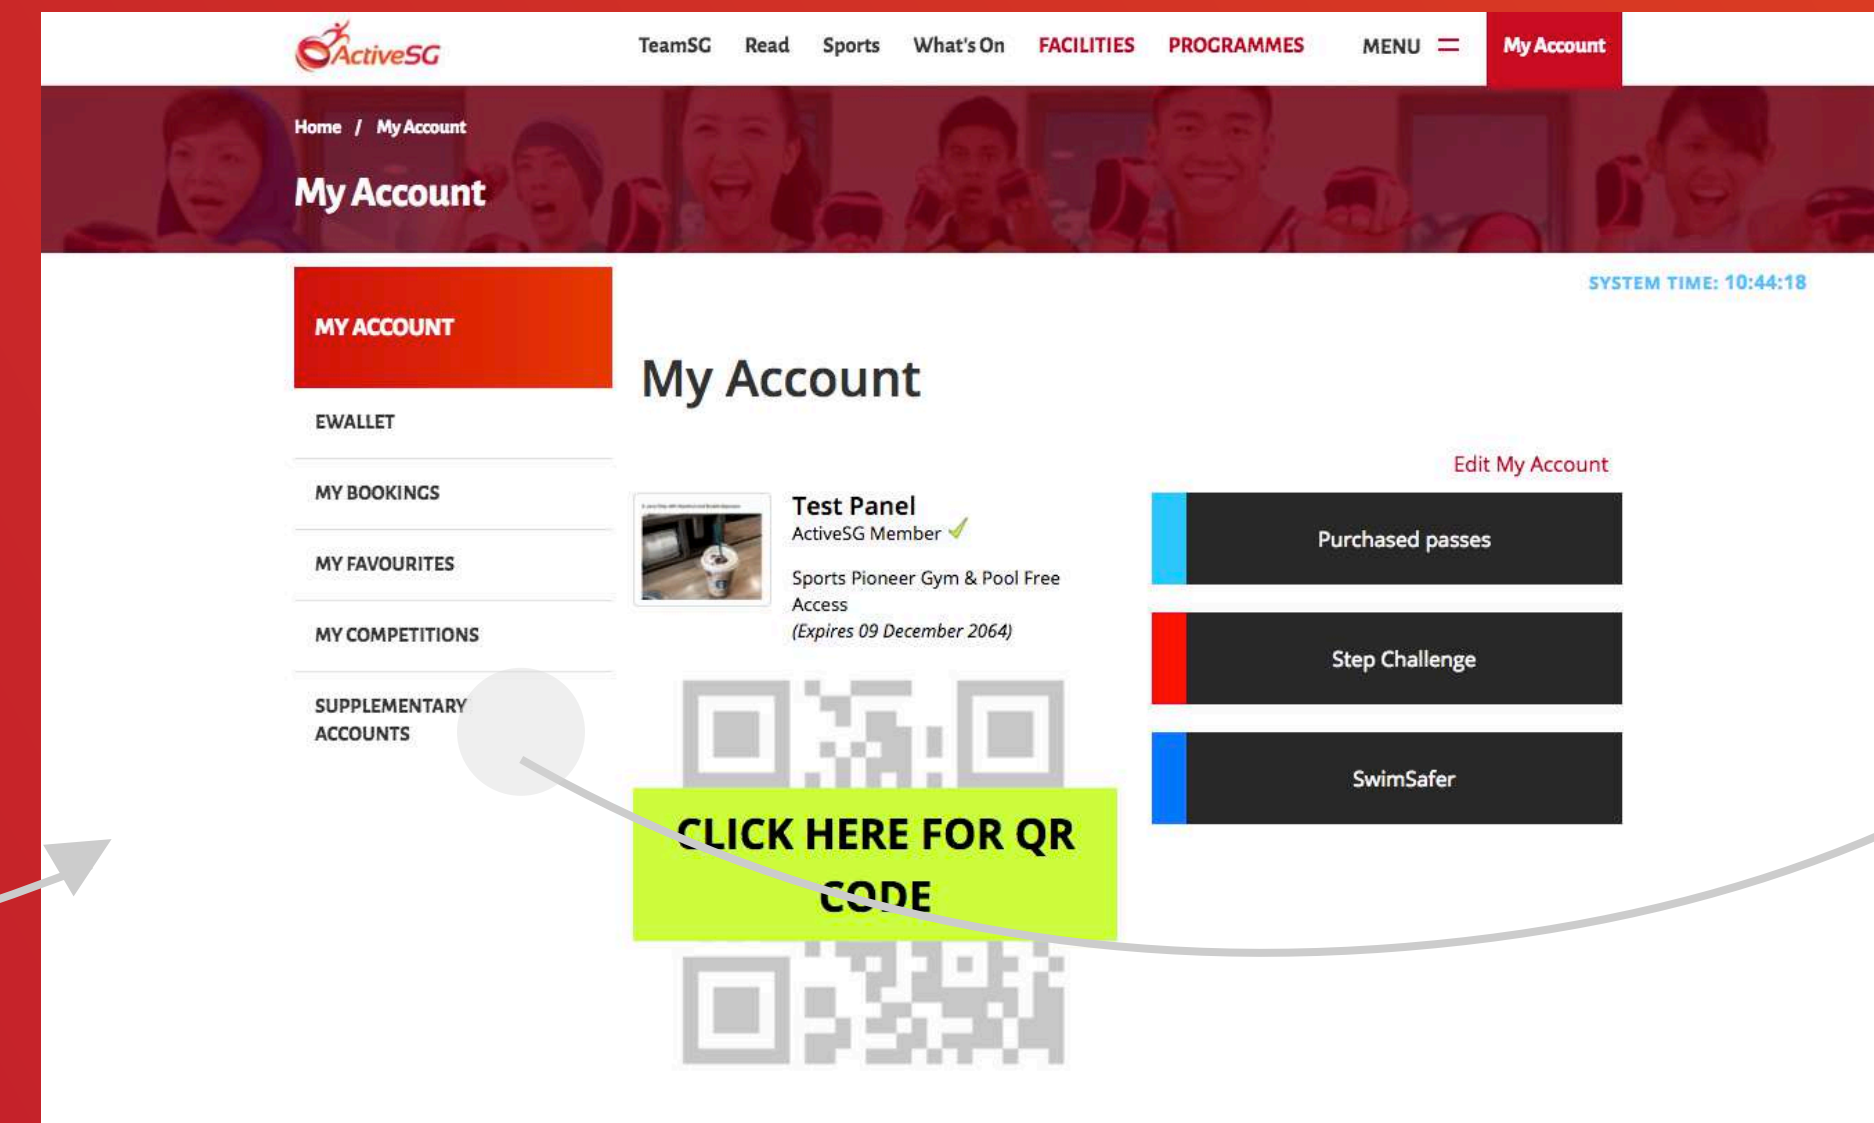 ActiveSG
TeamSG Read Sports What's On FACILITIES PROGRAMMES MENU My Account
Home / My Account
My Account
SYSTEM TIME: 10:44:18
MY ACCOUNT
EWALLET
MY BOOKINGS
MY FAVOURITES
MY COMPETITIONS
SUPPLEMENTARY
ACCOUNTS
My Account
Edit My Account
Test Panel
ActiveSG Member
Sports Pioneer Gym & Pool Free
Access
(Expires 09 December 2064)
CLICK HERE FOR QR
CODE
Purchased passes
Step Challenge
SwimSafer